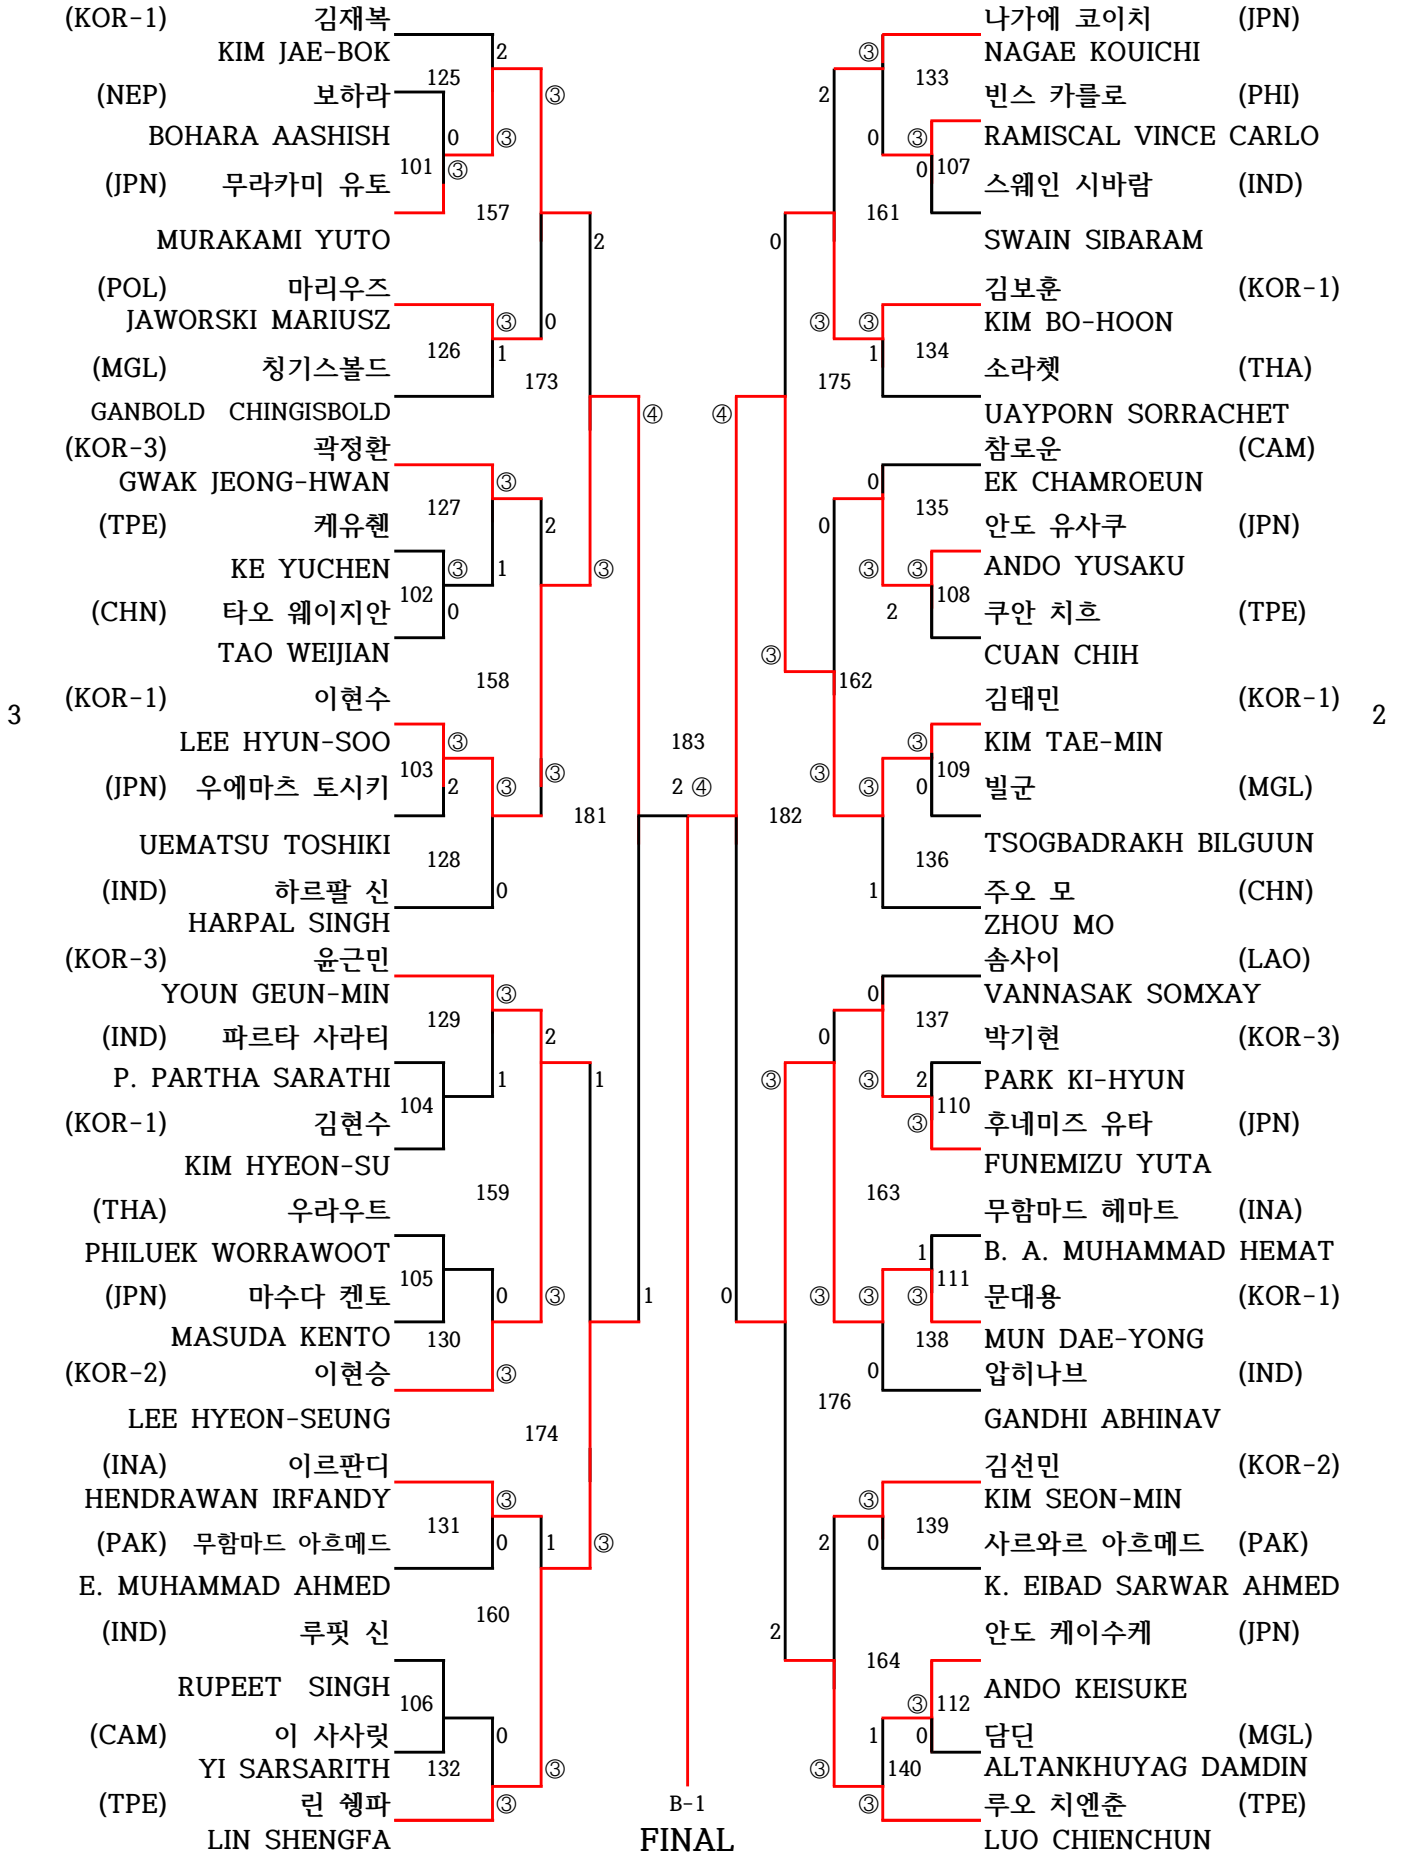 (KOR-1) 김재복
KIM JAE-BOK
2
125
(NEP) 보하라
③
BOHARA AASHISH
0
③
101
③
(JPN) 무라카미 유토
157
MURAKAMI YUTO
2
(POL) 마리우즈
JAWORSKI MARIUSZ
③
0
126
1
(MGL) 칭기스볼드
173
GANBOLD CHINGISBOLD
④
(KOR-3) 곽정환
GWAK JEONG-HWAN
③
127
(TPE) 케유췐
2
KE YUCHEN
③
1
③
102
(CHN) 타오 웨이지안
0
TAO WEIJIAN
158
(KOR-1) 이현수
3
LEE HYUN-SOO
③
103
③
(JPN) 우에마츠 토시키
2
③
181
UEMATSU TOSHIKI
128
(IND) 하르팔 신
0
HARPAL SINGH
(KOR-3) 윤근민
YOUN GEUN-MIN
③
129
(IND) 파르타 사라티
2
P. PARTHA SARATHI
1
1
104
(KOR-1) 김현수
KIM HYEON-SU
159
(THA) 우라우트
PHILUEK WORRAWOOT
105
(JPN) 마수다 켄토
0
③
1
MASUDA KENTO
130
(KOR-2) 이현승
③
LEE HYEON-SEUNG
174
(INA) 이르판디
HENDRAWAN IRFANDY
③
131
(PAK) 무함마드 아흐메드
0
1
③
E. MUHAMMAD AHMED
160
(IND) 루핏 신
RUPEET SINGH
106
(CAM) 이 사사릿
0
YI SARSARITH
132
③
(TPE) 린 쉥파
③
LIN SHENGFA
183
2 ④
B-1
FINAL
나가에 코이치 (JPN)
③
NAGAE KOUICHI
133
2
빈스 카를로 (PHI)
0
③
RAMISCAL VINCE CARLO
0
107
스웨인 시바람 (IND)
161
0
SWAIN SIBARAM
김보훈 (KOR-1)
③
③
KIM BO-HOON
1
134
소라쳇 (THA)
175
④
UAYPORN SORRACHET
참로운 (CAM)
0
EK CHAMROEUN
135
0
안도 유사쿠 (JPN)
③
③
ANDO YUSAKU
108
2
쿠안 치흐 (TPE)
③
CUAN CHIH
162
김태민 (KOR-1)
2
③
KIM TAE-MIN
109
③
③
0
빌군 (MGL)
182
TSOGBADRAKH BILGUUN
136
1
주오 모 (CHN)
ZHOU MO
솜사이 (LAO)
0
VANNASAK SOMXAY
137
0
박기현 (KOR-3)
③
③
2
PARK KI-HYUN
110
③
후네미즈 유타 (JPN)
FUNEMIZU YUTA
163
무함마드 헤마트 (INA)
1
B. A. MUHAMMAD HEMAT
111
0
③
③
③
문대용 (KOR-1)
138
MUN DAE-YONG
0
압히나브 (IND)
176
GANDHI ABHINAV
김선민 (KOR-2)
③
KIM SEON-MIN
139
2
0
사르와르 아흐메드 (PAK)
K. EIBAD SARWAR AHMED
2
안도 케이수케 (JPN)
164
ANDO KEISUKE
③
112
1
0
담딘 (MGL)
③
140
ALTANKHUYAG DAMDIN
③
루오 치엔춘 (TPE)
LUO CHIENCHUN